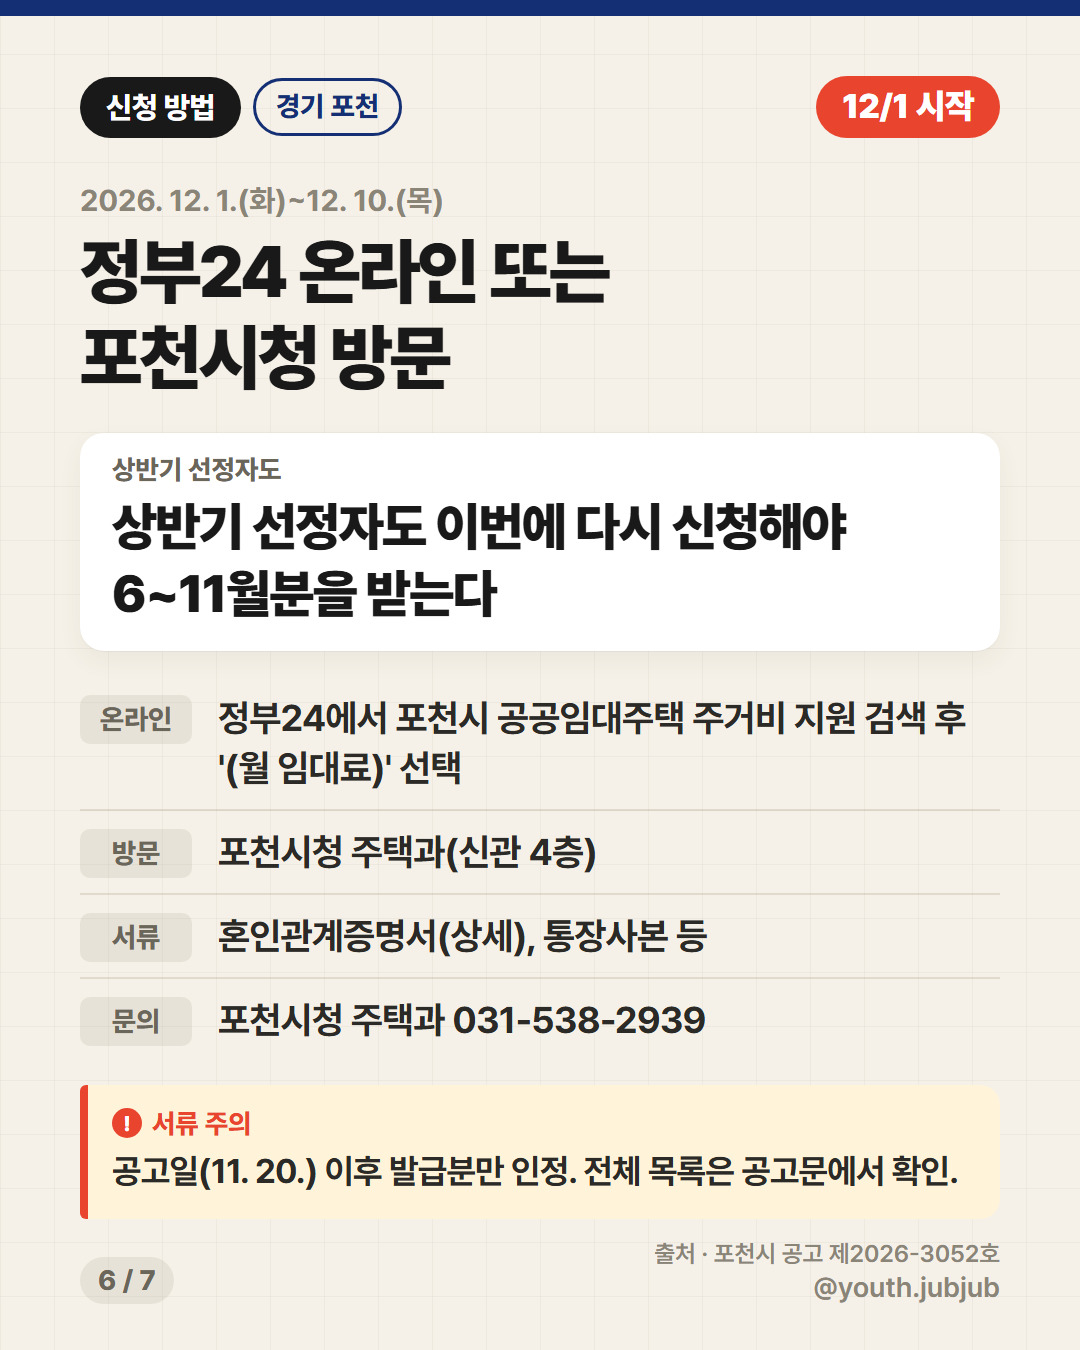 신청 방법
경기 포천
12/1 시작
2026. 12. 1.(화)~12. 10.(목)
정부24 온라인 또는
포천시청 방문
상반기 선정자도
상반기 선정자도 이번에 다시 신청해야
6~11월분을 받는다
온라인
정부24에서 포천시 공공임대주택 주거비 지원 검색 후
'(월 임대료)' 선택
방문
포천시청 주택과(신관 4층)
서류
혼인관계증명서(상세), 통장사본 등
문의
포천시청 주택과 031-538-2939
! 서류 주의
공고일(11. 20.) 이후 발급분만 인정. 전체 목록은 공고문에서 확인.
6 / 7
출처 · 포천시 공고 제2026-3052호
@youth.jubjub